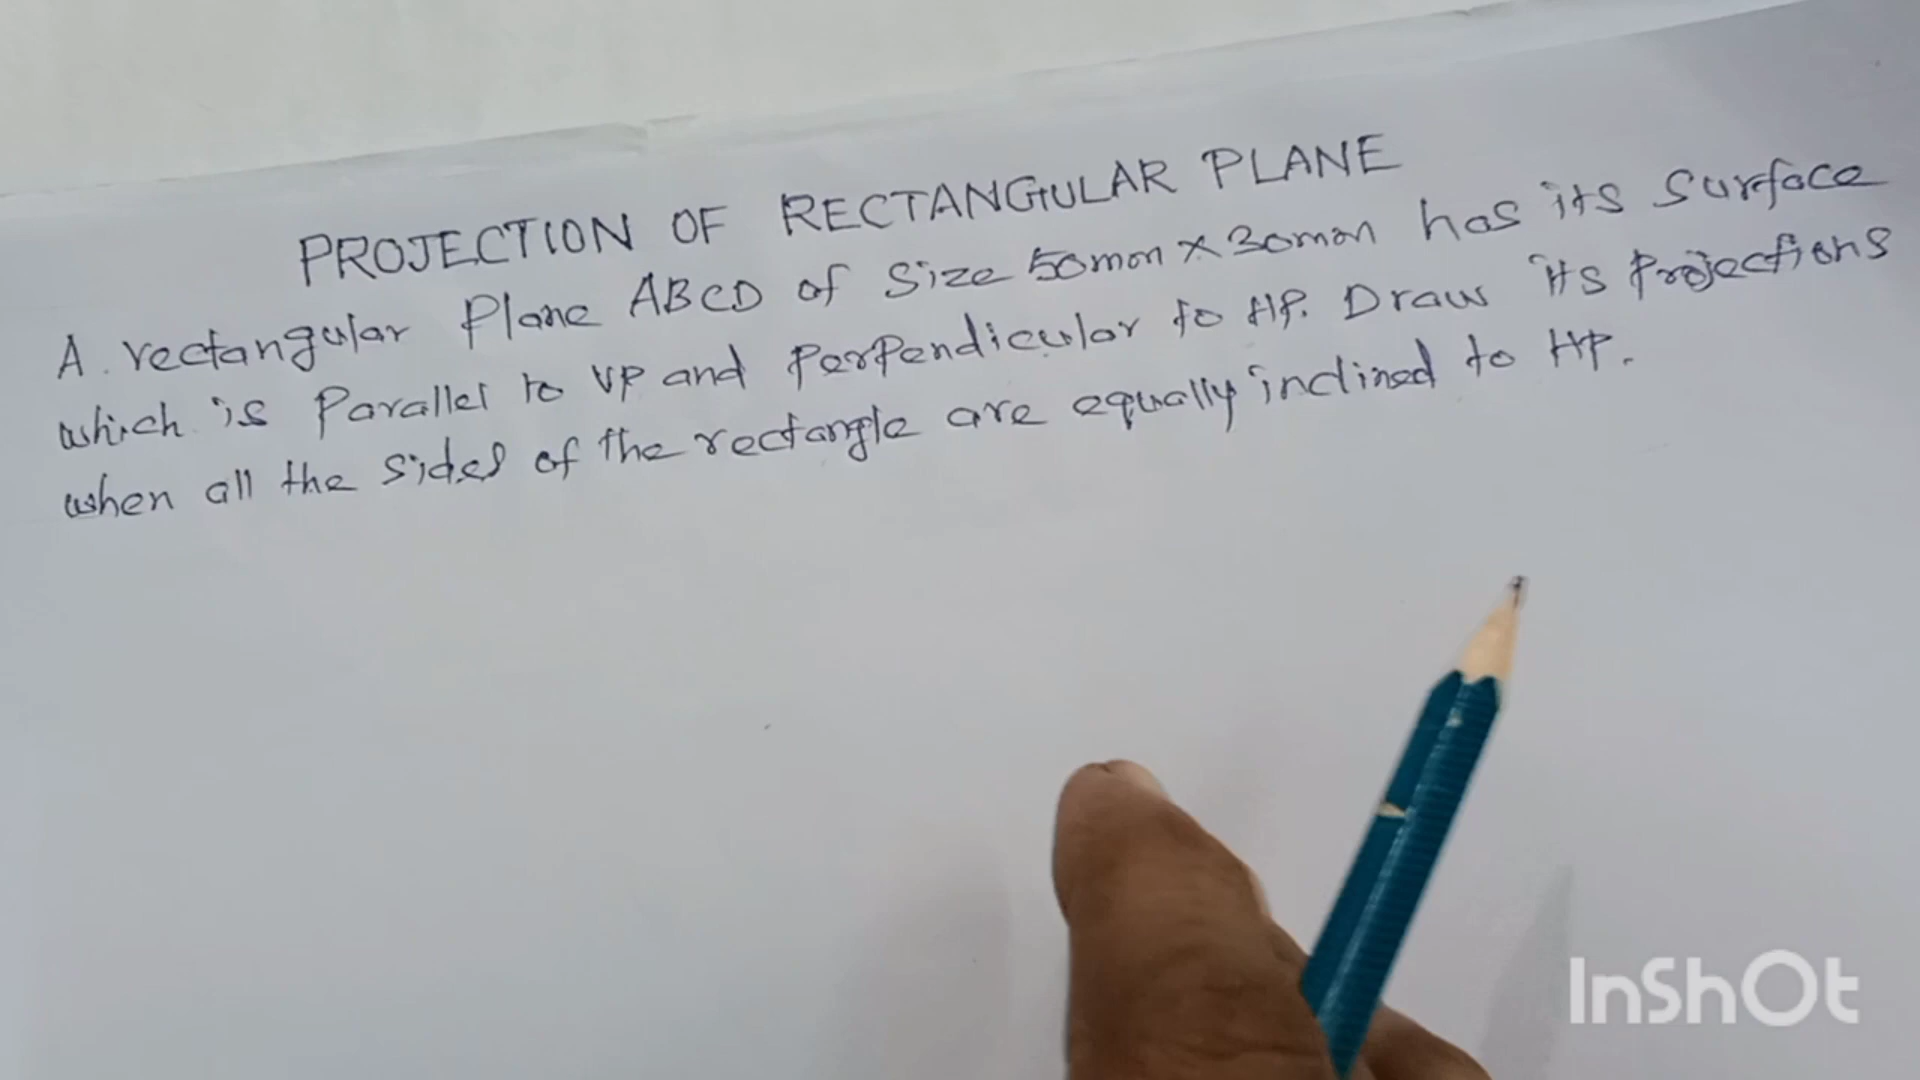 PROJECTION OF RECTANGULAR PLANE
A. rectangular Plane ABCD of Size 50mm x 30mm has its Surface
which is Parallel to VP and Perpendicular to HP. Draw its Projections
when all the sides of the rectangle are equally inclined to HP.
InShOt